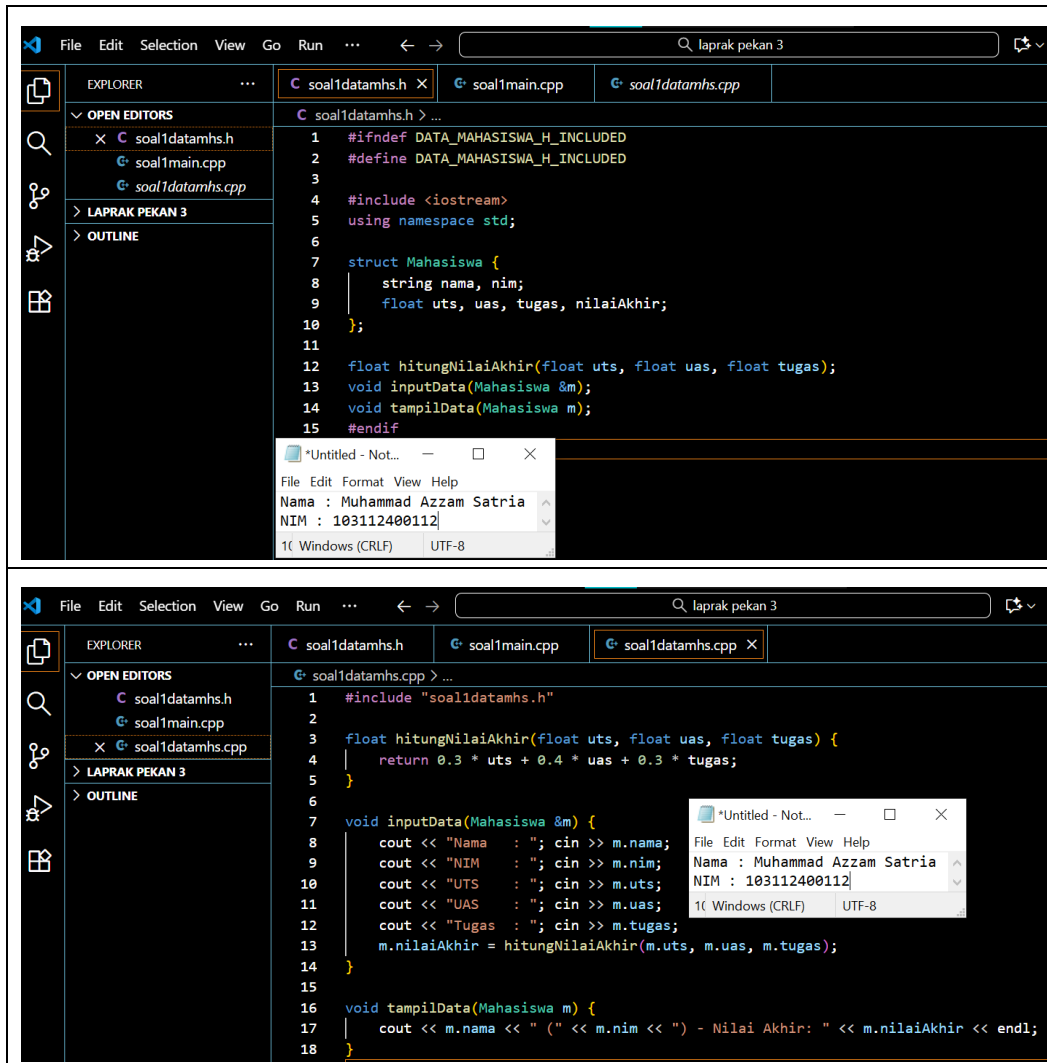 File Edit Selection View Go Run ··· ← → laprak pekan 3
EXPLORER ···
OPEN EDITORS
C soal1datamhs.h
soal1main.cpp
soal1datamhs.cpp
LAPRAK PEKAN 3
OUTLINE
C soal1datamhs.h soal1main.cpp soal1datamhs.cpp
C soal1datamhs.h > ...
1 #ifndef DATA_MAHASISWA_H_INCLUDED
2 #define DATA_MAHASISWA_H_INCLUDED
3
4 #include <iostream>
5 using namespace std;
6
7 struct Mahasiswa {
8 string nama, nim;
9 float uts, uas, tugas, nilaiAkhir;
10 };
11
12 float hitungNilaiAkhir(float uts, float uas, float tugas);
13 void inputData(Mahasiswa &m);
14 void tampilData(Mahasiswa m);
15 #endif
*Untitled - Not...
File Edit Format View Help
Nama : Muhammad Azzam Satria
NIM : 103112400112
Windows (CRLF) UTF-8
File Edit Selection View Go Run ··· ← → laprak pekan 3
EXPLORER ···
OPEN EDITORS
C soal1datamhs.h
soal1main.cpp
soal1datamhs.cpp
LAPRAK PEKAN 3
OUTLINE
C soal1datamhs.h soal1main.cpp soal1datamhs.cpp
soal1datamhs.cpp > ...
1 #include "soal1datamhs.h"
2
3 float hitungNilaiAkhir(float uts, float uas, float tugas) {
4 return 0.3 * uts + 0.4 * uas + 0.3 * tugas;
5 }
6
7 void inputData(Mahasiswa &m) {
8 cout << "Nama   : "; cin >> m.nama;
9 cout << "NIM    : "; cin >> m.nim;
10 cout << "UTS    : "; cin >> m.uts;
11 cout << "UAS    : "; cin >> m.uas;
12 cout << "Tugas  : "; cin >> m.tugas;
13 m.nilaiAkhir = hitungNilaiAkhir(m.uts, m.uas, m.tugas);
14 }
15
16 void tampilData(Mahasiswa m) {
17 cout << m.nama << " (" << m.nim << ") - Nilai Akhir: " << m.nilaiAkhir << endl;
18 }
*Untitled - Not...
File Edit Format View Help
Nama : Muhammad Azzam Satria
NIM : 103112400112
Windows (CRLF) UTF-8